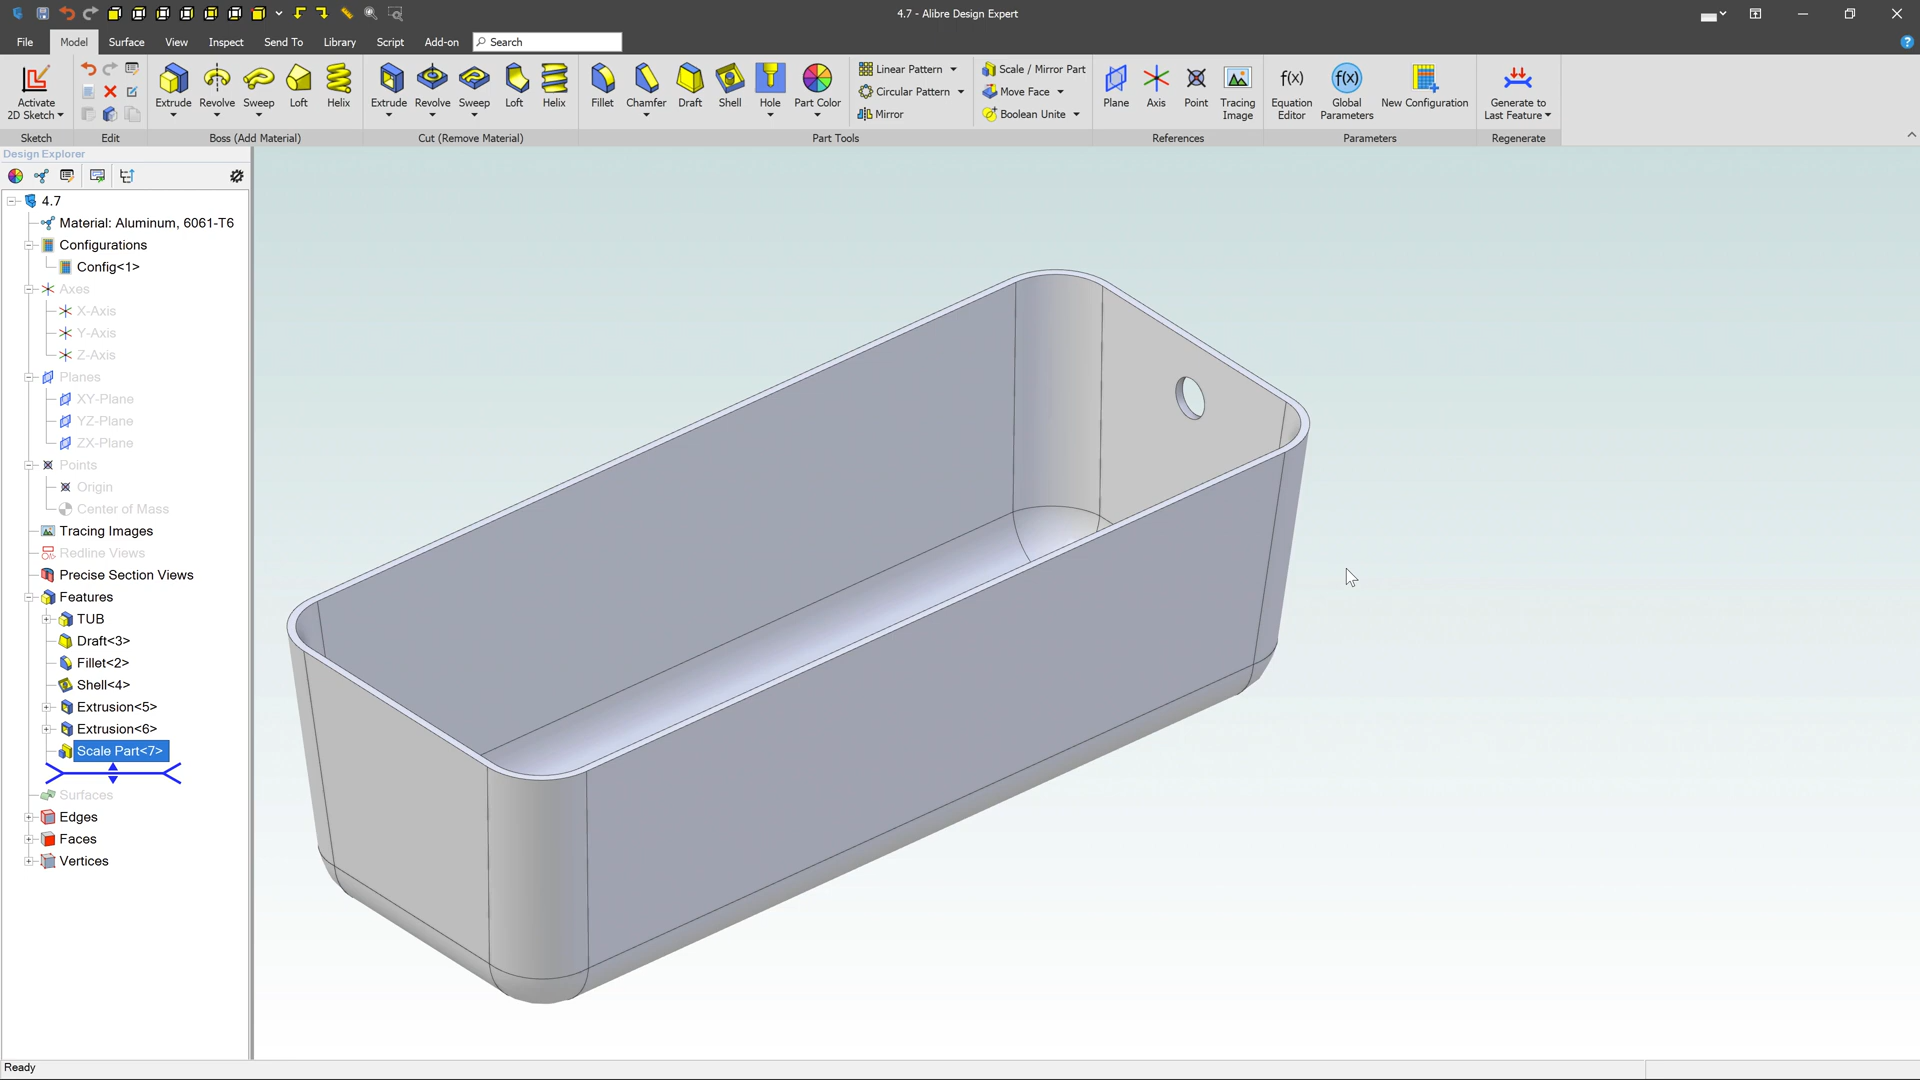 4.7 - Alibre Design Expert
File Model Surface View Inspect Send To Library Script Add-on Search
Activate
2D Sketch
Extrude Revolve Sweep Loft Helix
Extrude Revolve Sweep Loft Helix
Fillet Chamfer Draft Shell Hole Part Color
Linear Pattern
Circular Pattern
Mirror
Scale / Mirror Part
Move Face
Boolean Unite
Plane Axis Point
Tracing
Image
f(x)
Equation
Editor
f(x)
Global
Parameters
New Configuration
Generate to
Last Feature
Sketch Edit Boss (Add Material) Cut (Remove Material) Part Tools References Parameters Regenerate
Design Explorer
4.7
Material: Aluminum, 6061-T6
Configurations
Config<1>
Axes
X-Axis
Y-Axis
Z-Axis
Planes
XY-Plane
YZ-Plane
ZX-Plane
Points
Origin
Center of Mass
Tracing Images
Redline Views
Precise Section Views
Features
TUB
Draft<3>
Fillet<2>
Shell<4>
Extrusion<5>
Extrusion<6>
Scale Part<7>
Surfaces
Edges
Faces
Vertices
Ready